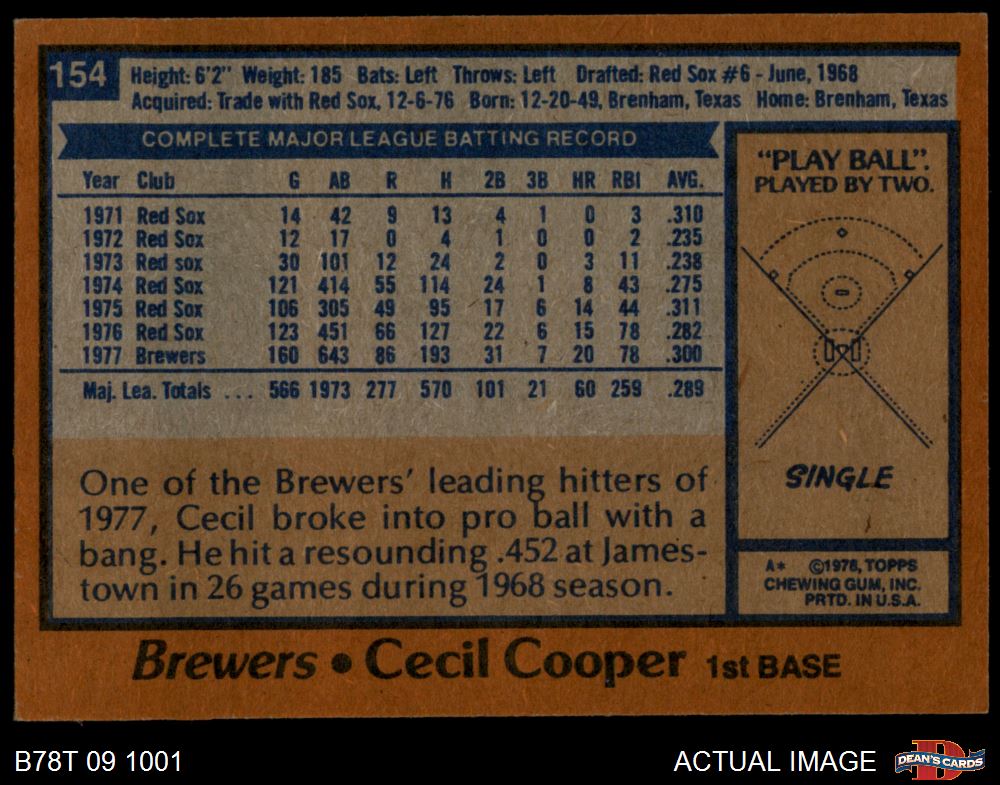 154
Height: 6'2" Weight: 185 Bats: Left Throws: Left Drafted: Red Sox #6 - June, 1968
Acquired: Trade with Red Sox, 12-6-76 Born: 12-20-49, Brenham, Texas Home: Brenham, Texas
COMPLETE MAJOR LEAGUE BATTING RECORD
Year Club G AB R H 2B 3B HR RBI AVG.
1971 Red Sox 14 42 9 13 4 1 0 3 .310
1972 Red Sox 12 17 0 4 1 0 0 2 .235
1973 Red sox 30 101 12 24 2 0 3 11 .238
1974 Red Sox 121 414 55 114 24 1 8 43 .275
1975 Red Sox 106 305 49 95 17 6 14 44 .311
1976 Red Sox 123 451 66 127 22 6 15 78 .282
1977 Brewers 160 643 86 193 31 7 20 78 .300
Maj. Lea. Totals ... 566 1973 277 570 101 21 60 259 .289
One of the Brewers' leading hitters of
1977, Cecil broke into pro ball with a
bang. He hit a resounding .452 at James-
town in 26 games during 1968 season.
"PLAY BALL".
PLAYED BY TWO.
SINGLE
A* ©1978, TOPPS
CHEWING GUM, INC.
PRTD. IN U.S.A.
Brewers • Cecil Cooper 1st BASE
B78T 09 1001
ACTUAL IMAGE
D
DEAN'S CARDS